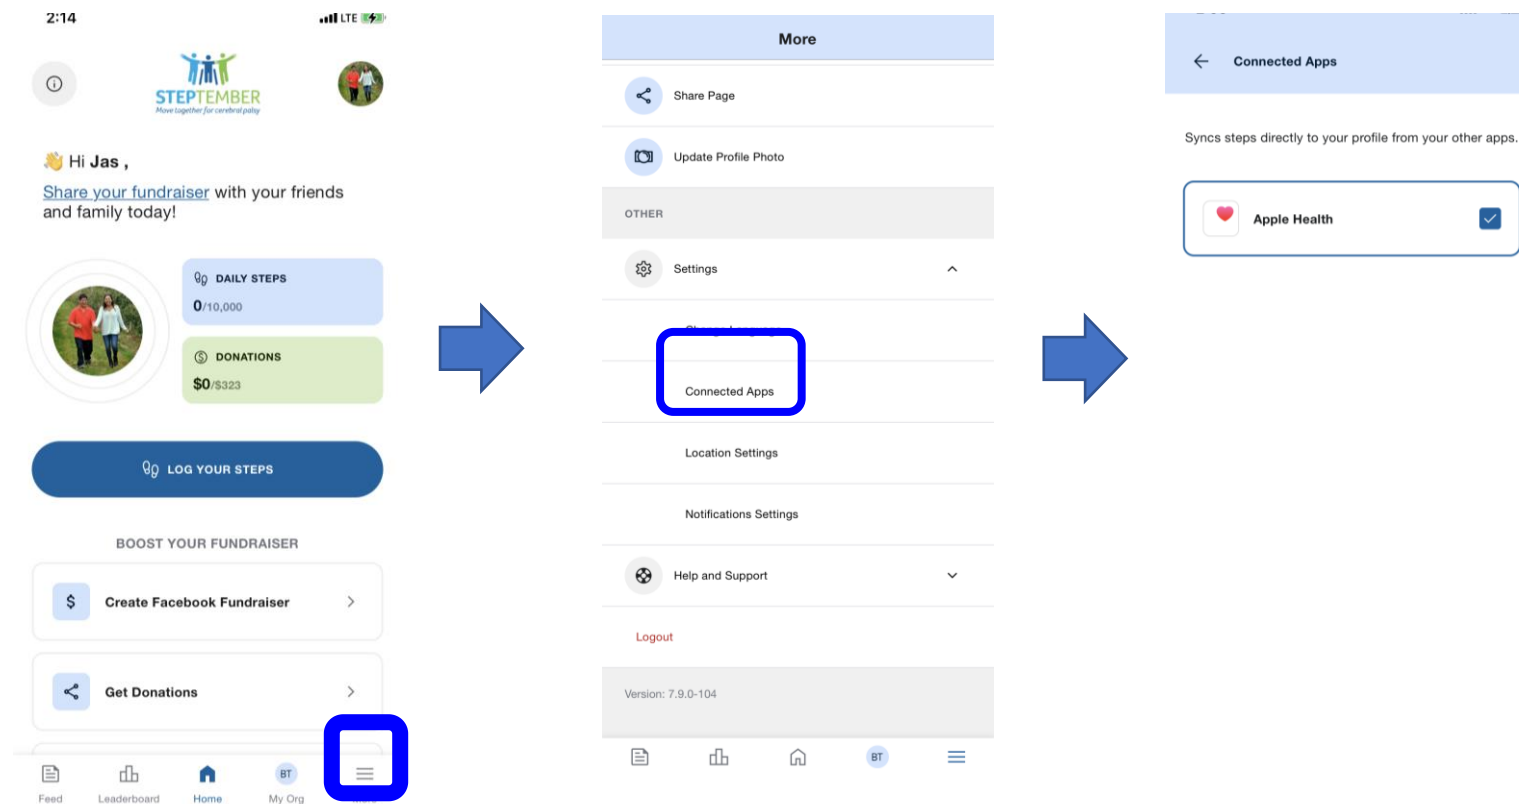 2:14
LTE
STEPTEMBER
Move together for cerebral palsy
👋 Hi Jas ,
Share your fundraiser with your friends
and family today!
DAILY STEPS
0/10,000
DONATIONS
$0/$323
LOG YOUR STEPS
BOOST YOUR FUNDRAISER
Create Facebook Fundraiser
Get Donations
Feed
Leaderboard
Home
BT
My Org
More
Share Page
Update Profile Photo
OTHER
Settings
Connected Apps
Location Settings
Notifications Settings
Help and Support
Logout
Version: 7.9.0-104
BT
Connected Apps
Syncs steps directly to your profile from your other apps.
Apple Health